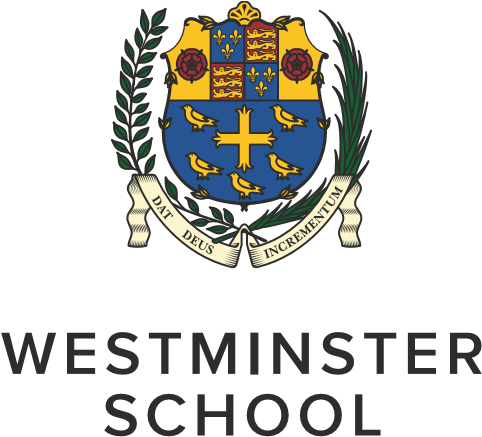 DAT DEUS INCREMENTUM
WESTMINSTER
SCHOOL